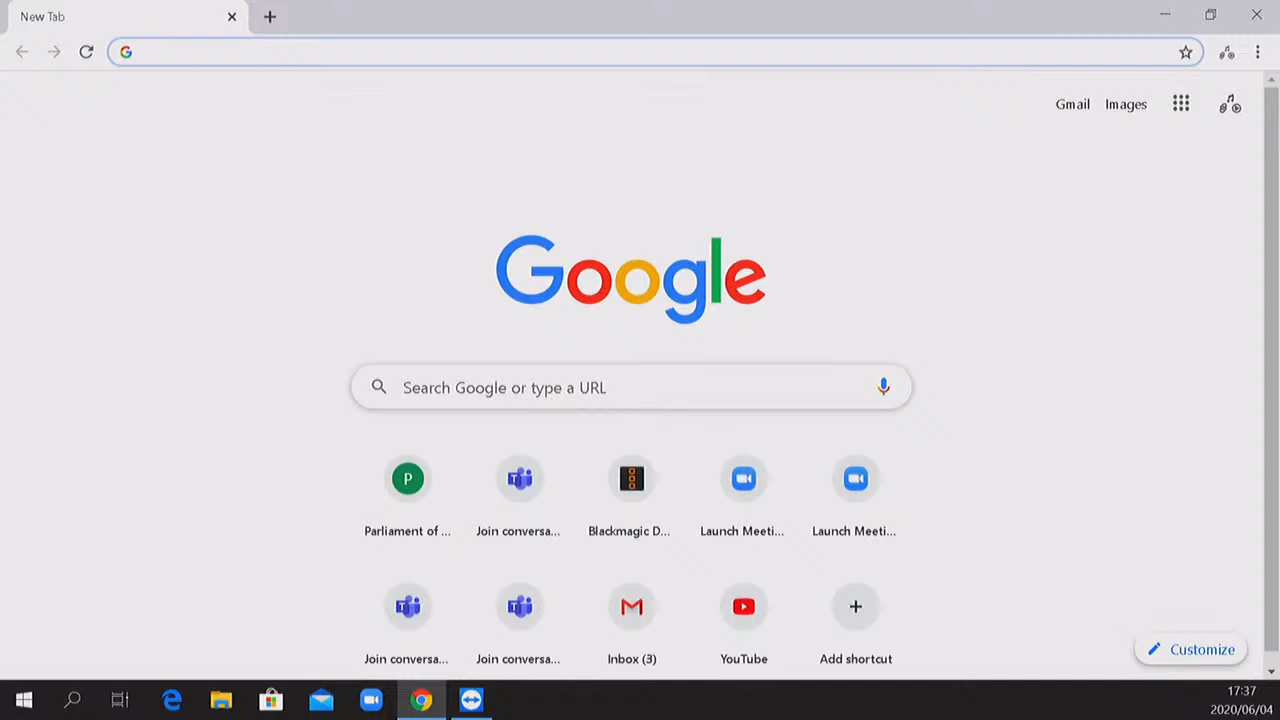 New Tab
Gmail Images
Google
Search Google or type a URL
P
Parliament of ... Join conversa... Blackmagic D... Launch Meeti... Launch Meeti...
Join conversa... Join conversa... Inbox (3) YouTube Add shortcut
Customize
17:37
2020/06/04